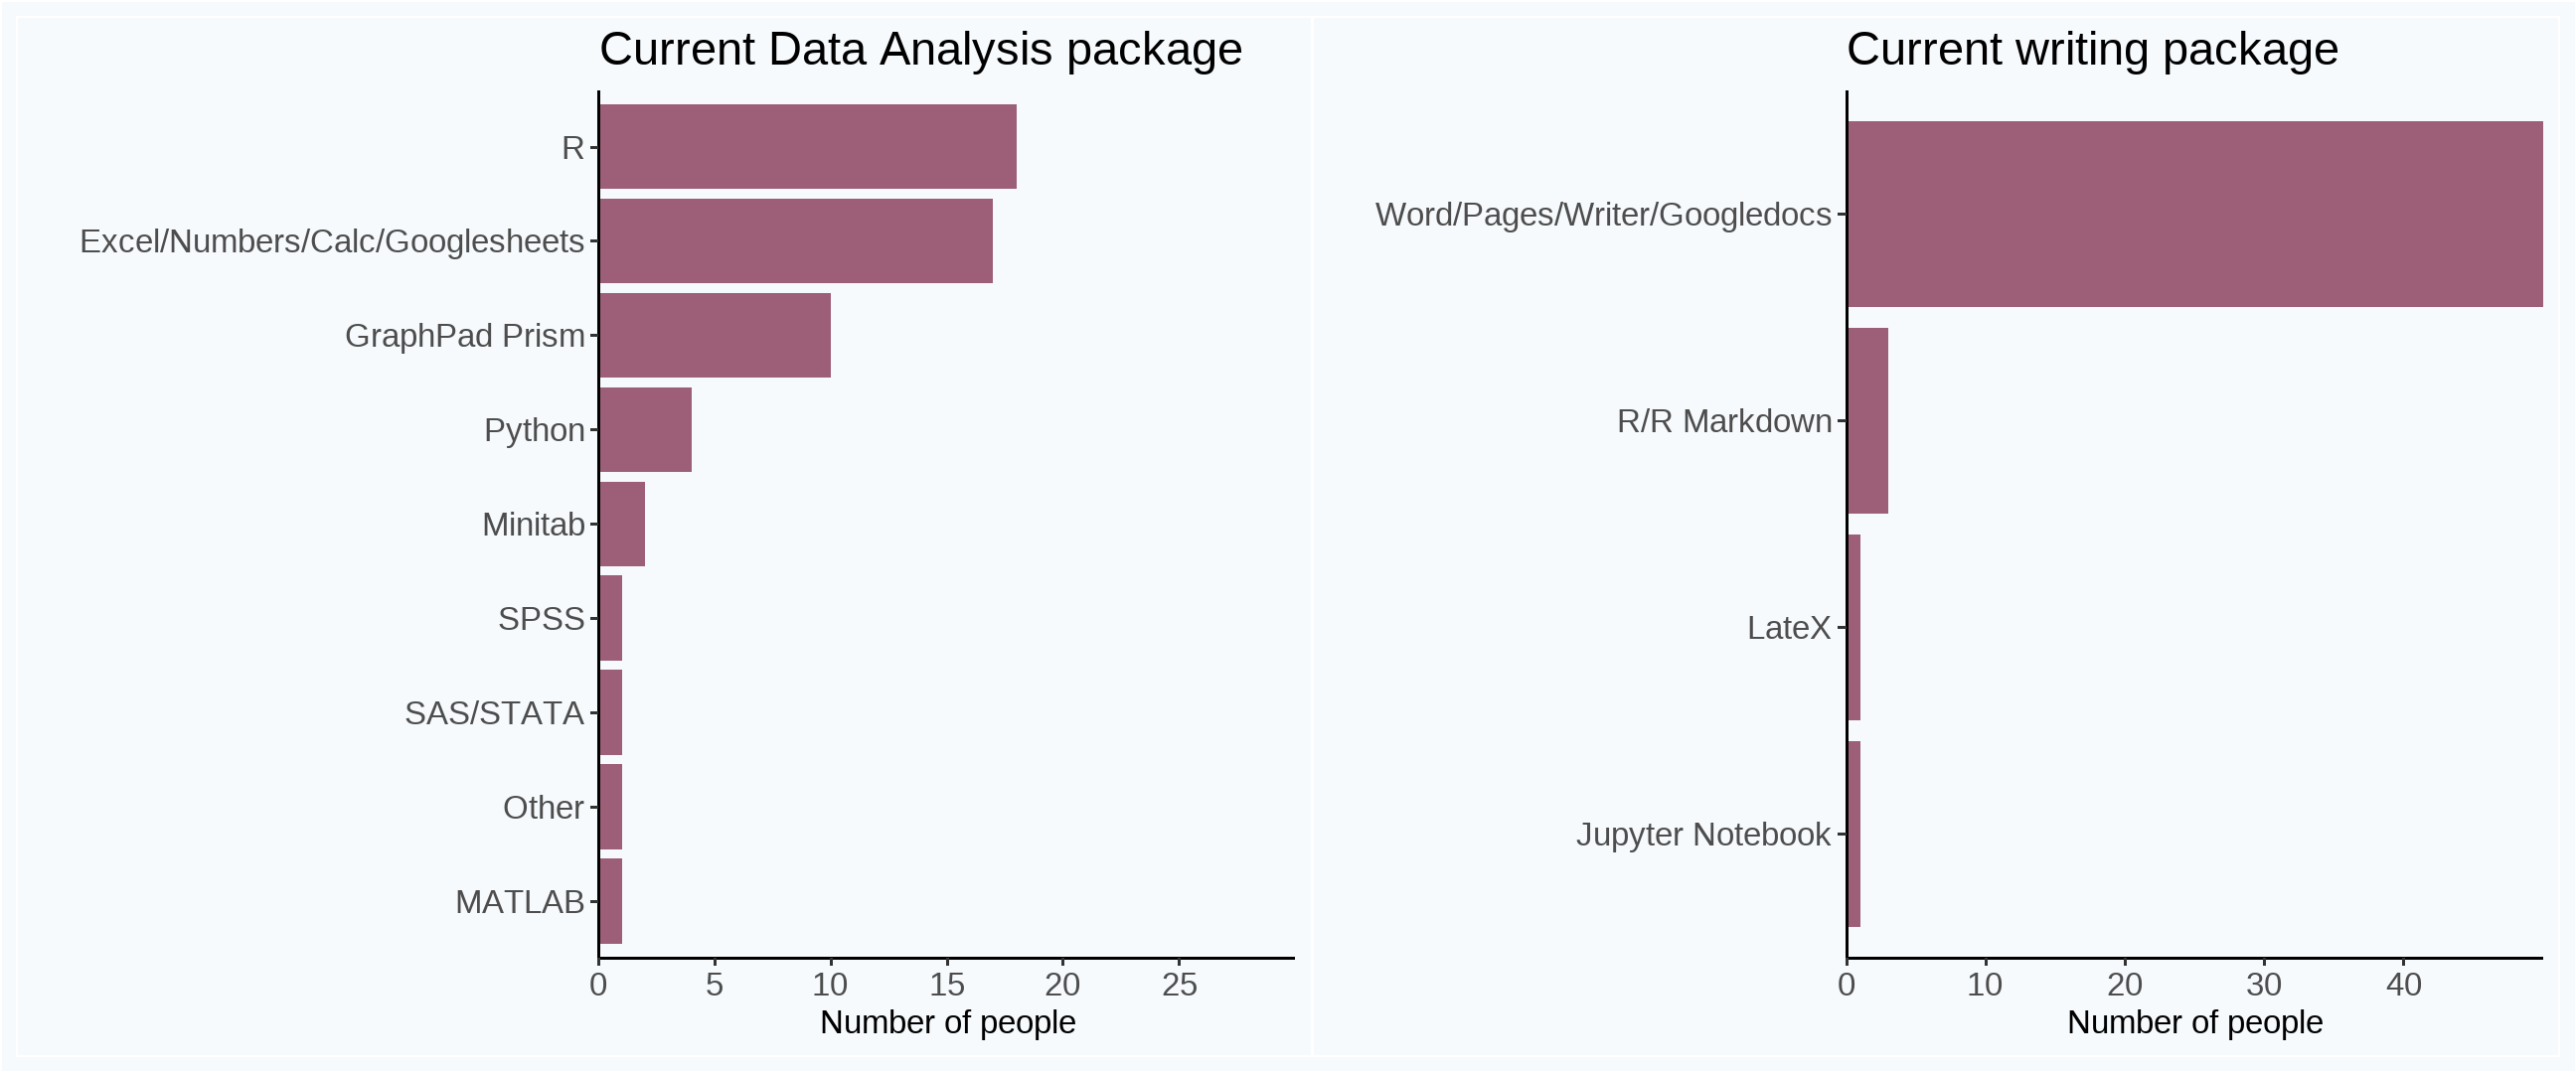 Current Data Analysis package
R
Excel/Numbers/Calc/Googlesheets
GraphPad Prism
Python
Minitab
SPSS
SAS/STATA
Other
MATLAB
0 5 10 15 20 25
Number of people
Current writing package
Word/Pages/Writer/Googledocs
R/R Markdown
LateX
Jupyter Notebook
0 10 20 30 40
Number of people